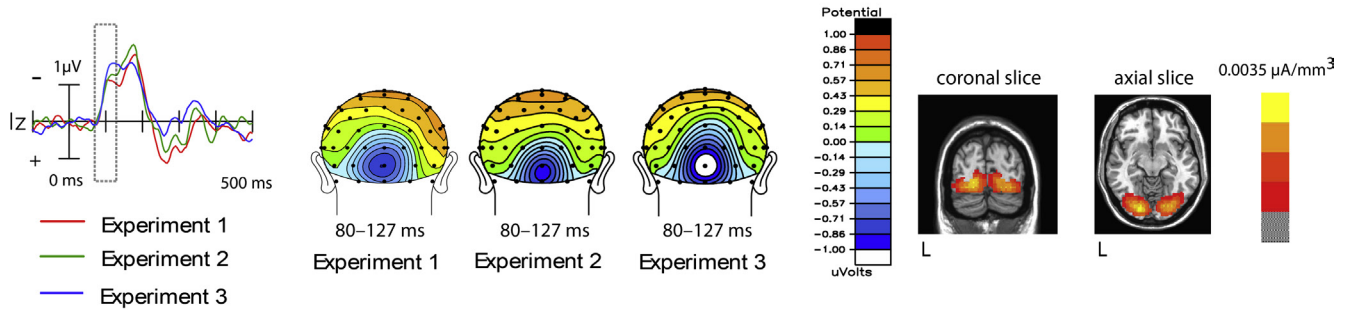 1µV
−
Iz
+
0 ms
500 ms
Experiment 1
Experiment 2
Experiment 3
80–127 ms
80–127 ms
80–127 ms
Experiment 1
Experiment 2
Experiment 3
Potential
1.00
0.86
0.71
0.57
0.43
0.29
0.14
0.00
−0.14
−0.29
−0.43
−0.57
−0.71
−0.86
−1.00
uVolts
coronal slice
L
axial slice
L
0.0035 µA/mm³